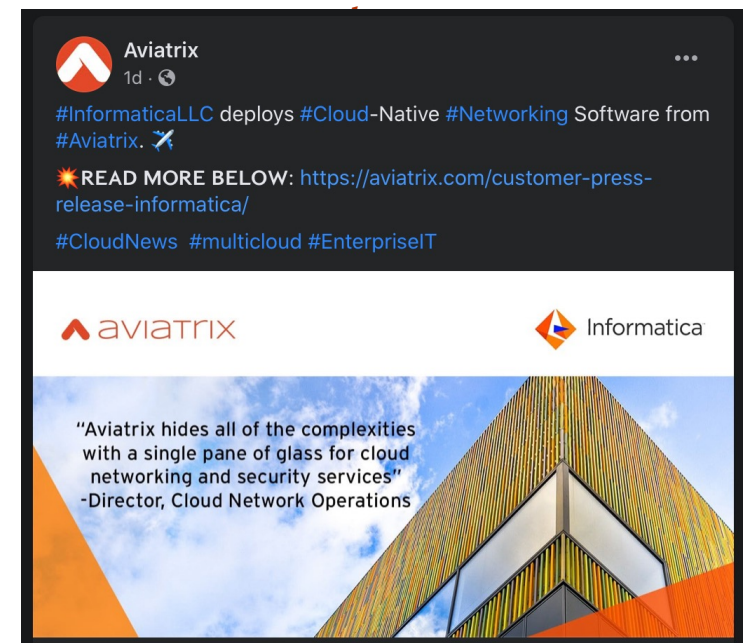 Aviatrix
1d ·
#InformaticaLLC deploys #Cloud-Native #Networking Software from
#Aviatrix. ✈️
💥READ MORE BELOW: https://aviatrix.com/customer-press-
release-informatica/
#CloudNews #multicloud #EnterpriseIT
aviatrix
Informatica
“Aviatrix hides all of the complexities
with a single pane of glass for cloud
networking and security services”
-Director, Cloud Network Operations